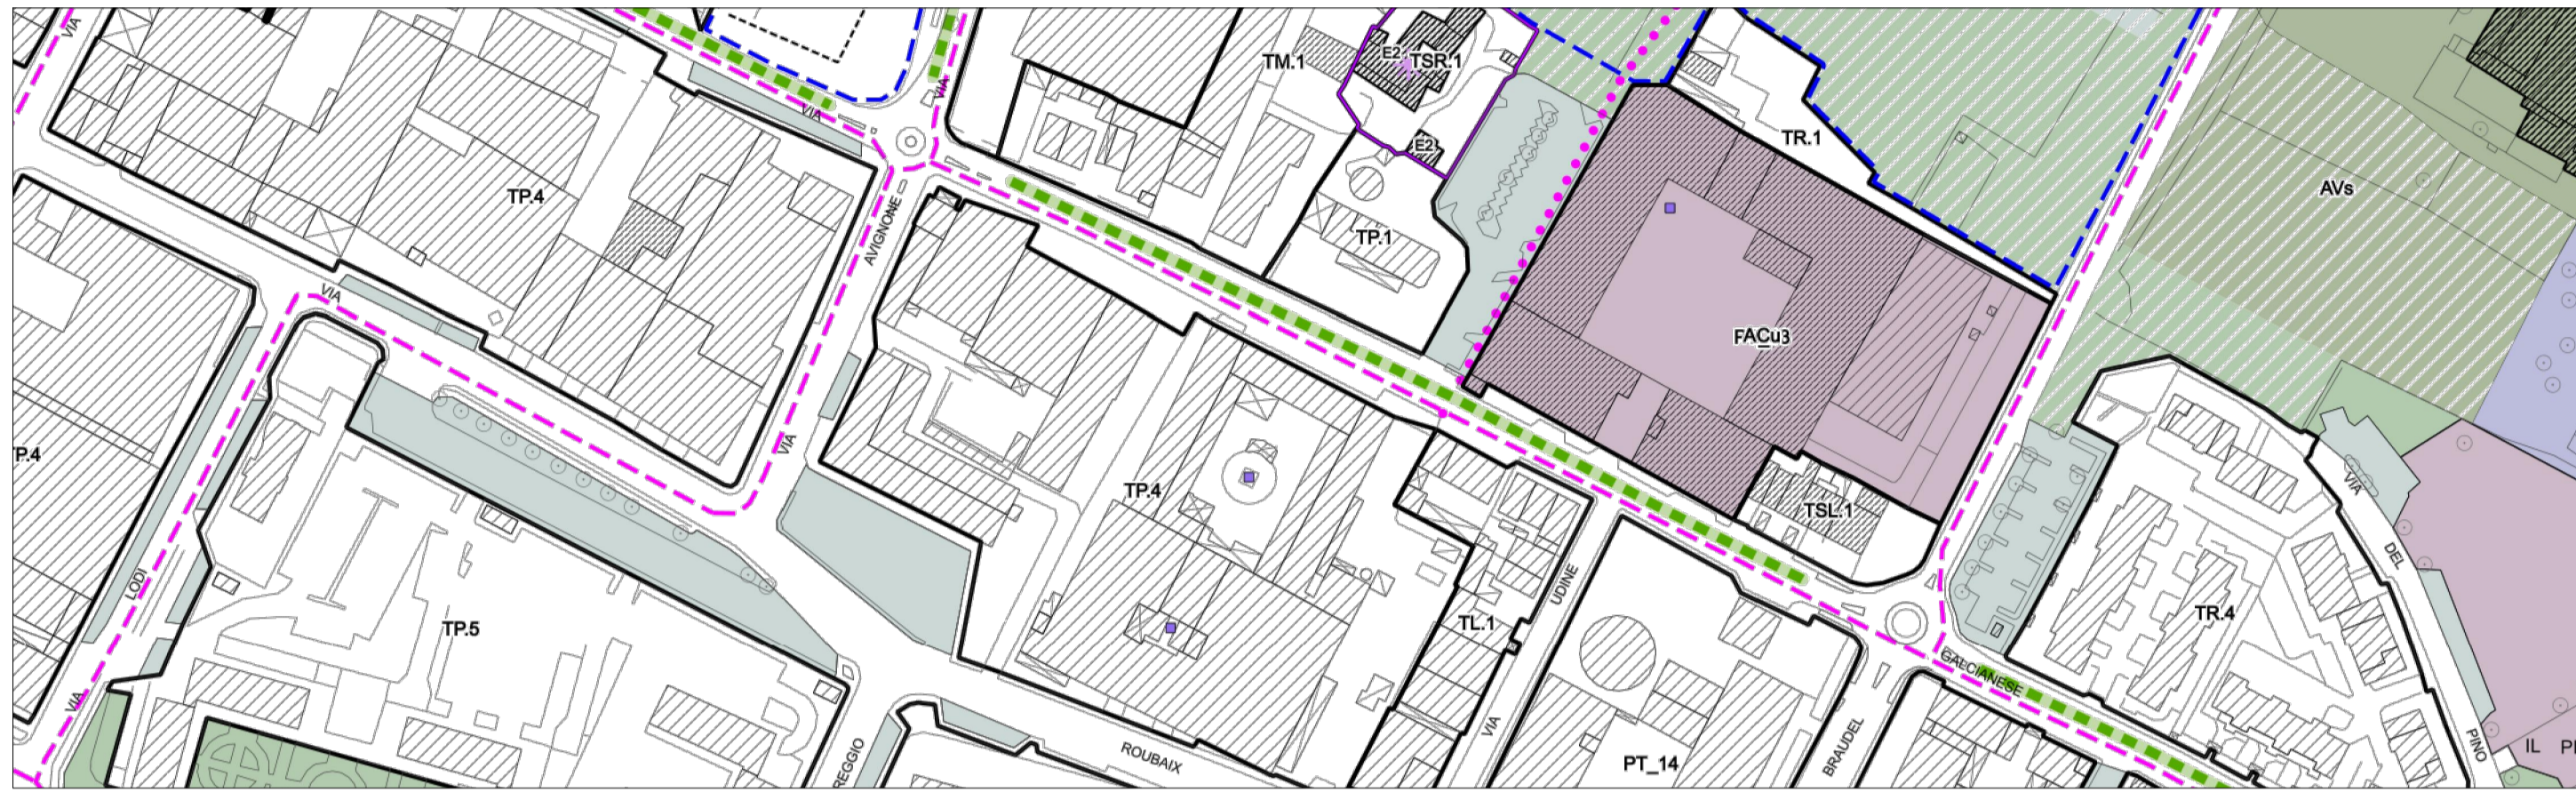 VIA
VIA
VIA
TM.1
E2
TSR.1
TR.1
E2
TP.4
AVIGNONE
TP.1
AVs
VIA
FACu3
VIA
P.4
TP.4
TSL.1
VIA
LODI
TP.5
UDINE
TL.1
DEL
TR.4
VIA
REGGIO
ROUBAIX
VIA
PT_14
BRAUDEL
GALCIANESE
PINO
IL